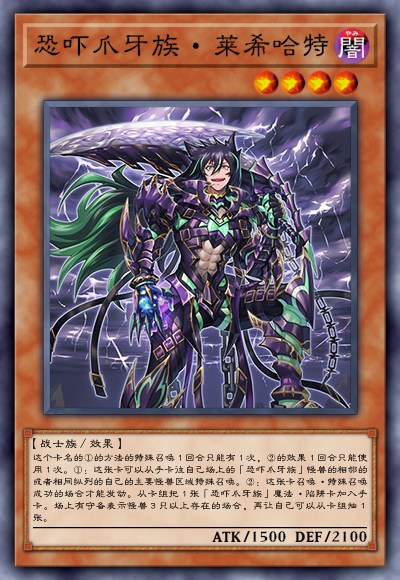 恐吓爪牙族・莱希哈特
やみ
闇
【战士族/效果】
这个卡名的①的方法的特殊召唤1回合只能有1次，②的效果1回合只能使
用1次。①：这张卡可以从手卡往自己场上的「恐吓爪牙族」怪兽的相邻的
或者相同纵列的自己的主要怪兽区域特殊召唤。②：这张卡召唤・特殊召唤
成功的场合才能发动。从卡组把1张「恐吓爪牙族」魔法・陷阱卡加入手
卡。场上有守备表示怪兽3只以上存在的场合，再让自己可以从卡组抽1
张。
ATK/1500 DEF/2100